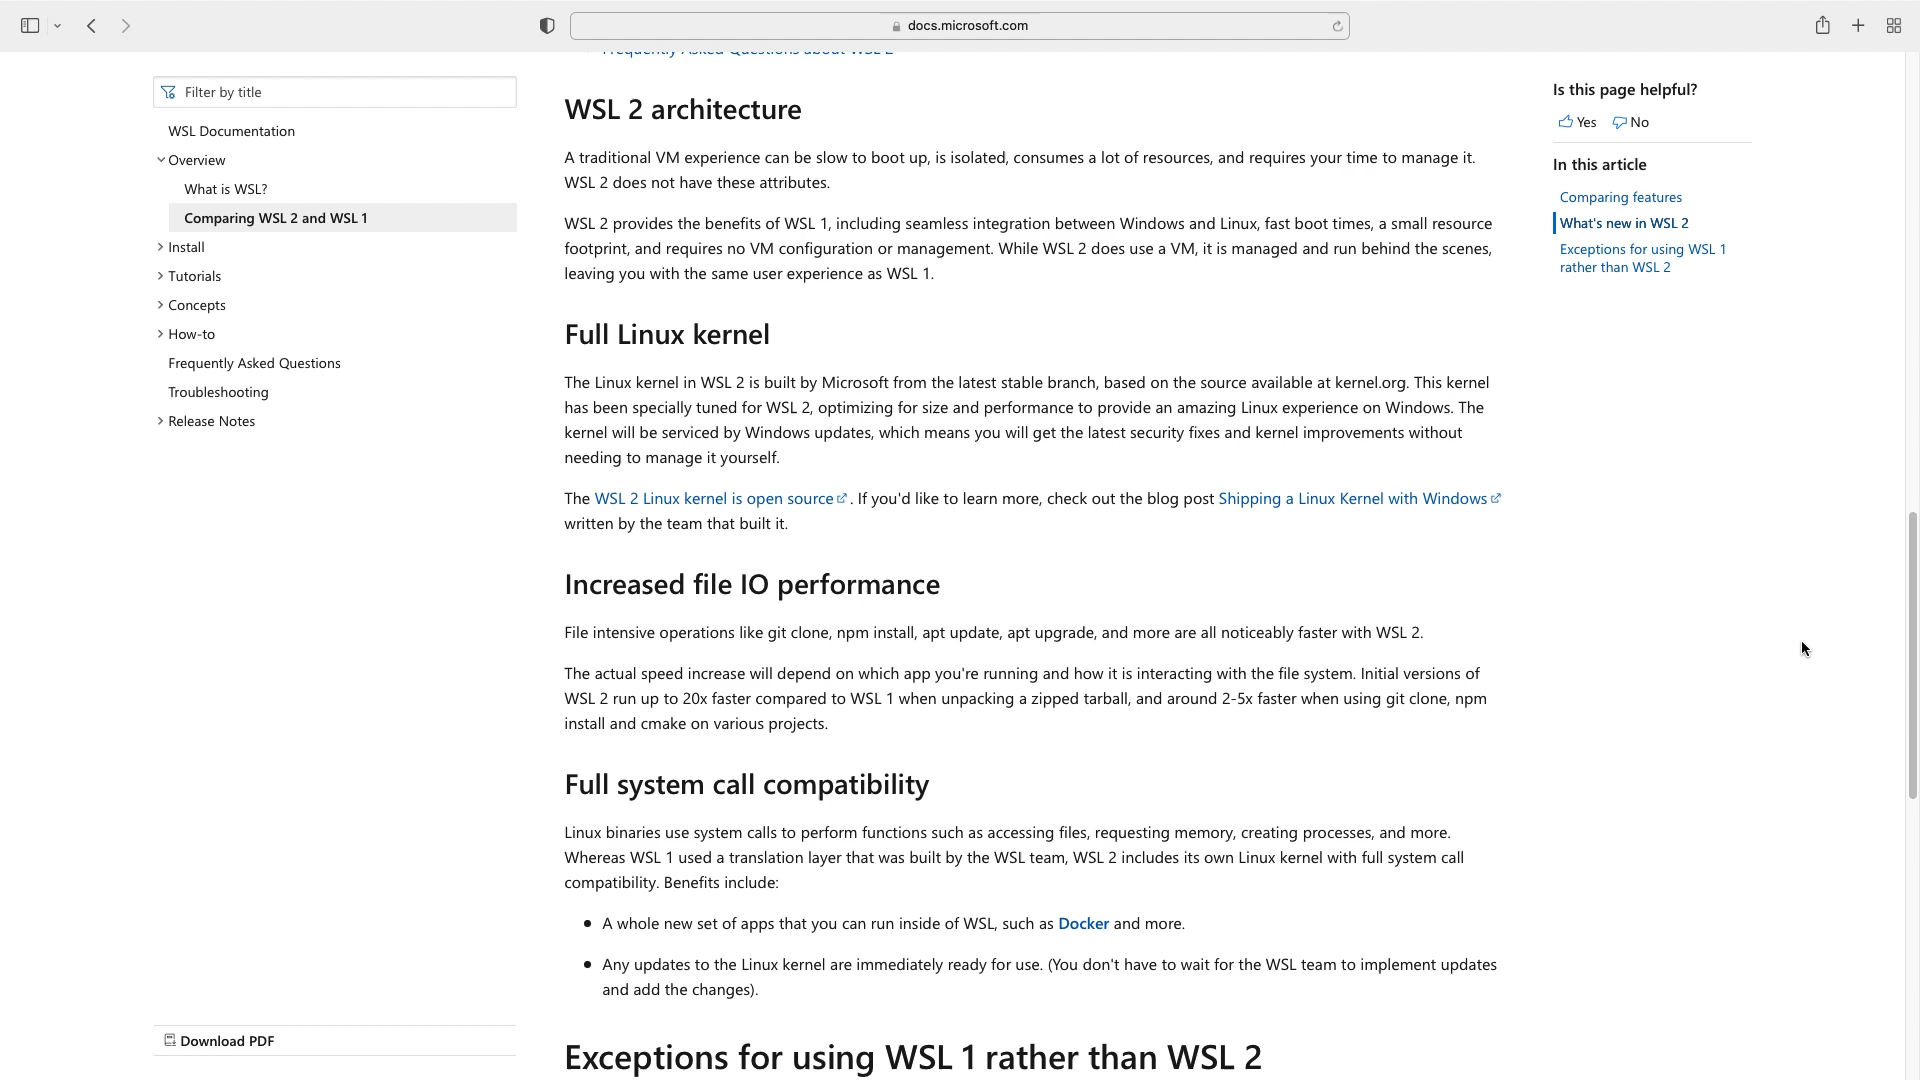 docs.microsoft.com
Frequently Asked Questions about WSL 2
Filter by title
WSL Documentation
Overview
What is WSL?
Comparing WSL 2 and WSL 1
Install
Tutorials
Concepts
How-to
Frequently Asked Questions
Troubleshooting
Release Notes
Download PDF
WSL 2 architecture
A traditional VM experience can be slow to boot up, is isolated, consumes a lot of resources, and requires your time to manage it.
WSL 2 does not have these attributes.
WSL 2 provides the benefits of WSL 1, including seamless integration between Windows and Linux, fast boot times, a small resource
footprint, and requires no VM configuration or management. While WSL 2 does use a VM, it is managed and run behind the scenes,
leaving you with the same user experience as WSL 1.
Full Linux kernel
The Linux kernel in WSL 2 is built by Microsoft from the latest stable branch, based on the source available at kernel.org. This kernel
has been specially tuned for WSL 2, optimizing for size and performance to provide an amazing Linux experience on Windows. The
kernel will be serviced by Windows updates, which means you will get the latest security fixes and kernel improvements without
needing to manage it yourself.
The WSL 2 Linux kernel is open source . If you'd like to learn more, check out the blog post Shipping a Linux Kernel with Windows
written by the team that built it.
Increased file IO performance
File intensive operations like git clone, npm install, apt update, apt upgrade, and more are all noticeably faster with WSL 2.
The actual speed increase will depend on which app you're running and how it is interacting with the file system. Initial versions of
WSL 2 run up to 20x faster compared to WSL 1 when unpacking a zipped tarball, and around 2-5x faster when using git clone, npm
install and cmake on various projects.
Full system call compatibility
Linux binaries use system calls to perform functions such as accessing files, requesting memory, creating processes, and more.
Whereas WSL 1 used a translation layer that was built by the WSL team, WSL 2 includes its own Linux kernel with full system call
compatibility. Benefits include:
• A whole new set of apps that you can run inside of WSL, such as Docker and more.
• Any updates to the Linux kernel are immediately ready for use. (You don't have to wait for the WSL team to implement updates
and add the changes).
Exceptions for using WSL 1 rather than WSL 2
Is this page helpful?
Yes No
In this article
Comparing features
What's new in WSL 2
Exceptions for using WSL 1
rather than WSL 2